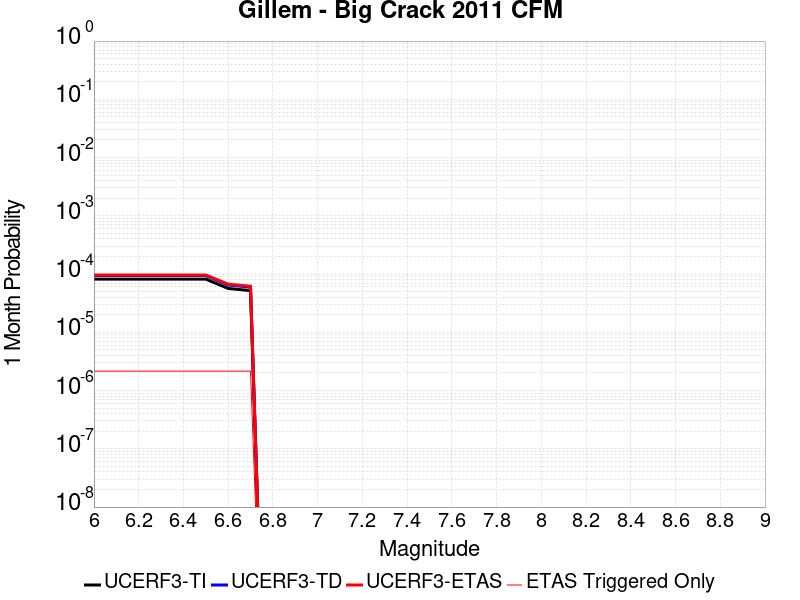 Gillem - Big Crack 2011 CFM
10^0
10^-1
10^-2
10^-3
10^-4
10^-5
10^-6
10^-7
10^-8
1 Month Probability
6 6.2 6.4 6.6 6.8 7 7.2 7.4 7.6 7.8 8 8.2 8.4 8.6 8.8 9
Magnitude
UCERF3-TI UCERF3-TD UCERF3-ETAS ETAS Triggered Only